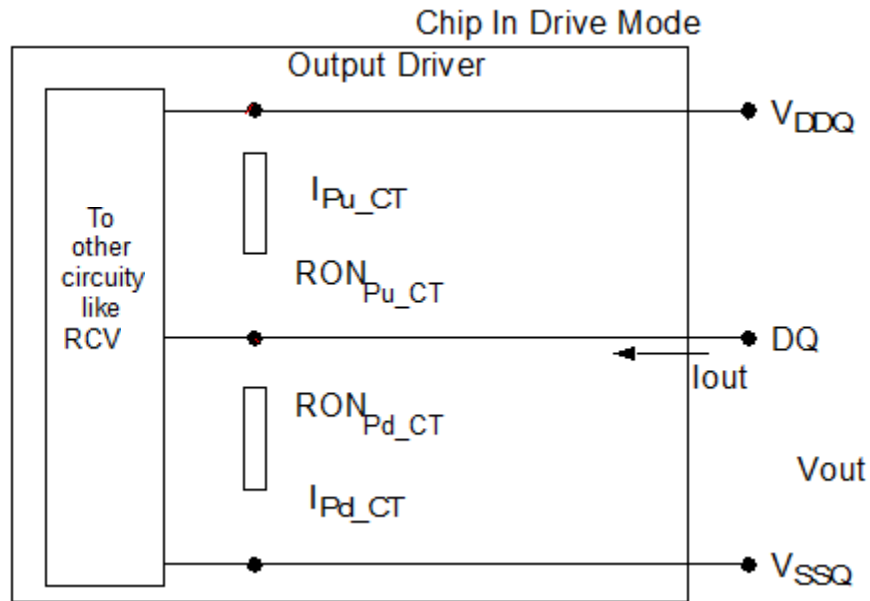 Chip In Drive Mode
Output Driver
VDDQ
IPu_CT
To
other
circuity
like
RCV
RONPu_CT
DQ
Iout
RONPd_CT
Vout
IPd_CT
VSSQ